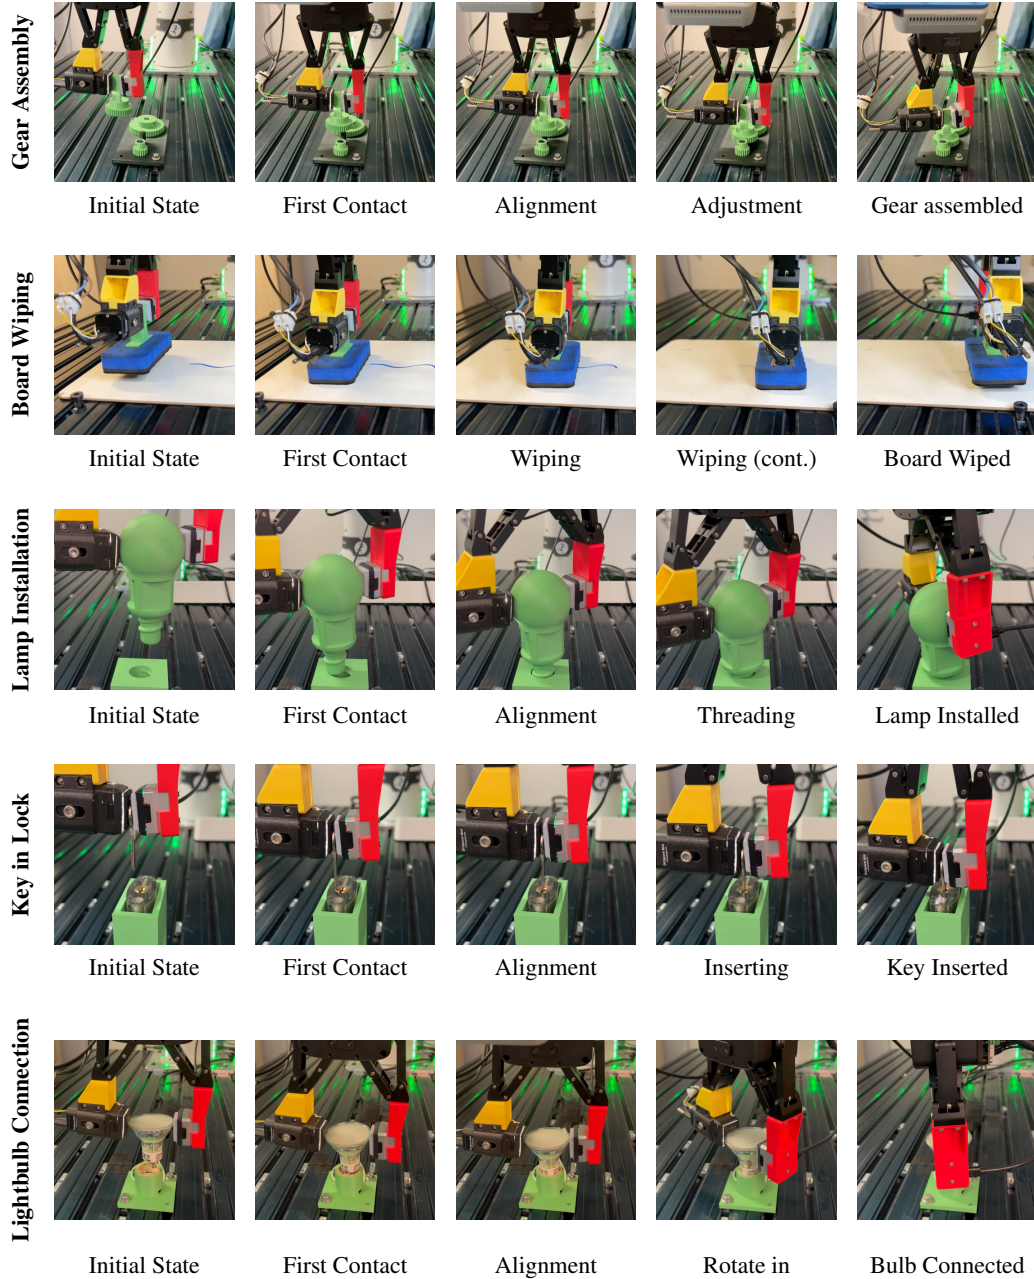 Gear Assembly
Initial State
First Contact
Alignment
Adjustment
Gear assembled
Board Wiping
Initial State
First Contact
Wiping
Wiping (cont.)
Board Wiped
Lamp Installation
Initial State
First Contact
Alignment
Threading
Lamp Installed
Key in Lock
Initial State
First Contact
Alignment
Inserting
Key Inserted
Lightbulb Connection
Initial State
First Contact
Alignment
Rotate in
Bulb Connected